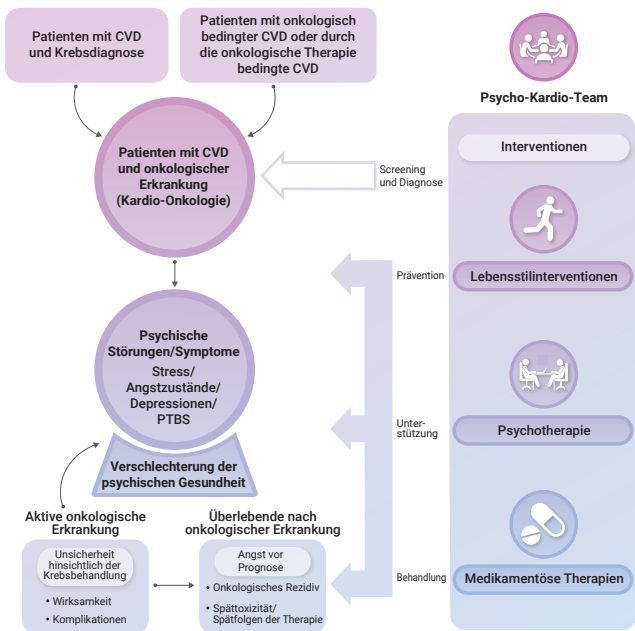 Patienten mit CVD
und Krebsdiagnose
Patienten mit onkologisch
bedingter CVD oder durch
die onkologische Therapie
bedingte CVD
Psycho-Kardio-Team
Patienten mit CVD
und onkologischer
Erkrankung
(Kardio-Onkologie)
Screening
und Diagnose
Interventionen
Prävention
Lebensstilinterventionen
Psychische
Störungen/Symptome
Stress/
Angstzustände/
Depressionen/
PTBS
Unter-
stützung
Psychotherapie
Verschlechterung der
psychischen Gesundheit
Aktive onkologische
Erkrankung
Unsicherheit
hinsichtlich der
Krebsbehandlung
• Wirksamkeit
• Komplikationen
Überlebende nach
onkologischer Erkrankung
Angst vor
Prognose
• Onkologisches Rezidiv
• Spättoxizität/
Spätfolgen der Therapie
Behandlung
Medikamentöse Therapien